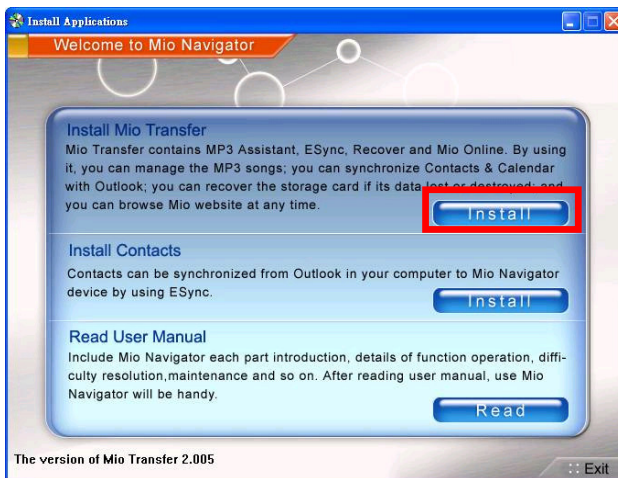 Install Applications
Welcome to Mio Navigator
Install Mio Transfer
Mio Transfer contains MP3 Assistant, ESync, Recover and Mio Online. By using
it, you can manage the MP3 songs; you can synchronize Contacts & Calendar
with Outlook; you can recover the storage card if its data lost or destroyed; and
you can browse Mio website at any time.
Install
Install Contacts
Contacts can be synchronized from Outlook in your computer to Mio Navigator
device by using ESync.
Install
Read User Manual
Include Mio Navigator each part introduction, details of function operation, diffi-
culty resolution,maintenance and so on. After reading user manual, use Mio
Navigator will be handy.
Read
The version of Mio Transfer 2.005
:: Exit